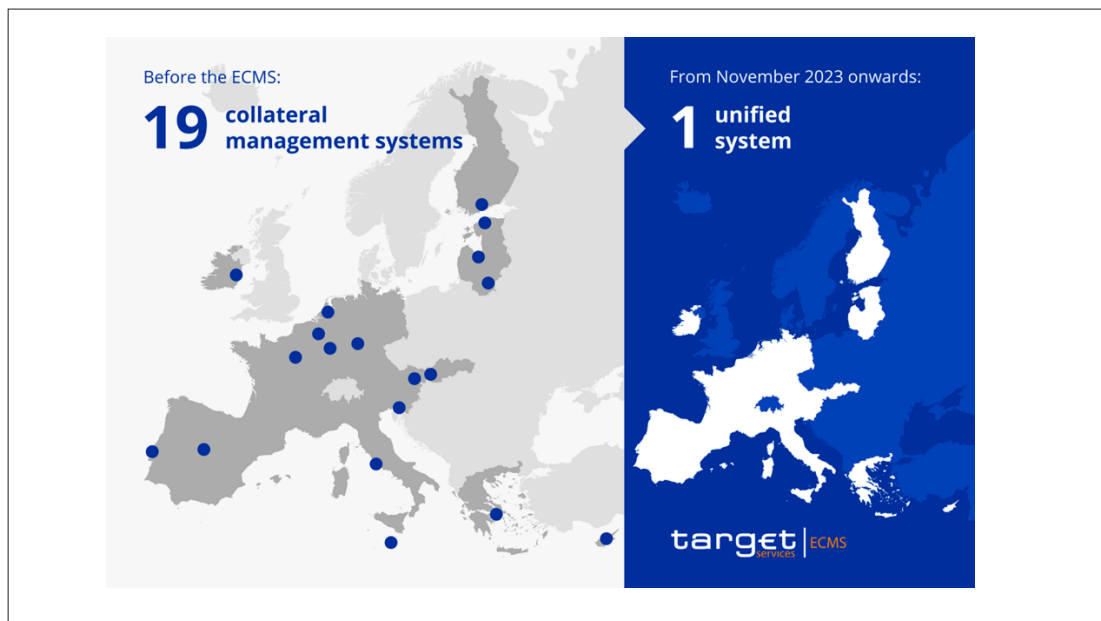 Before the ECMS:
19 collateral
management systems
From November 2023 onwards:
1 unified
system
target
services
ECMS